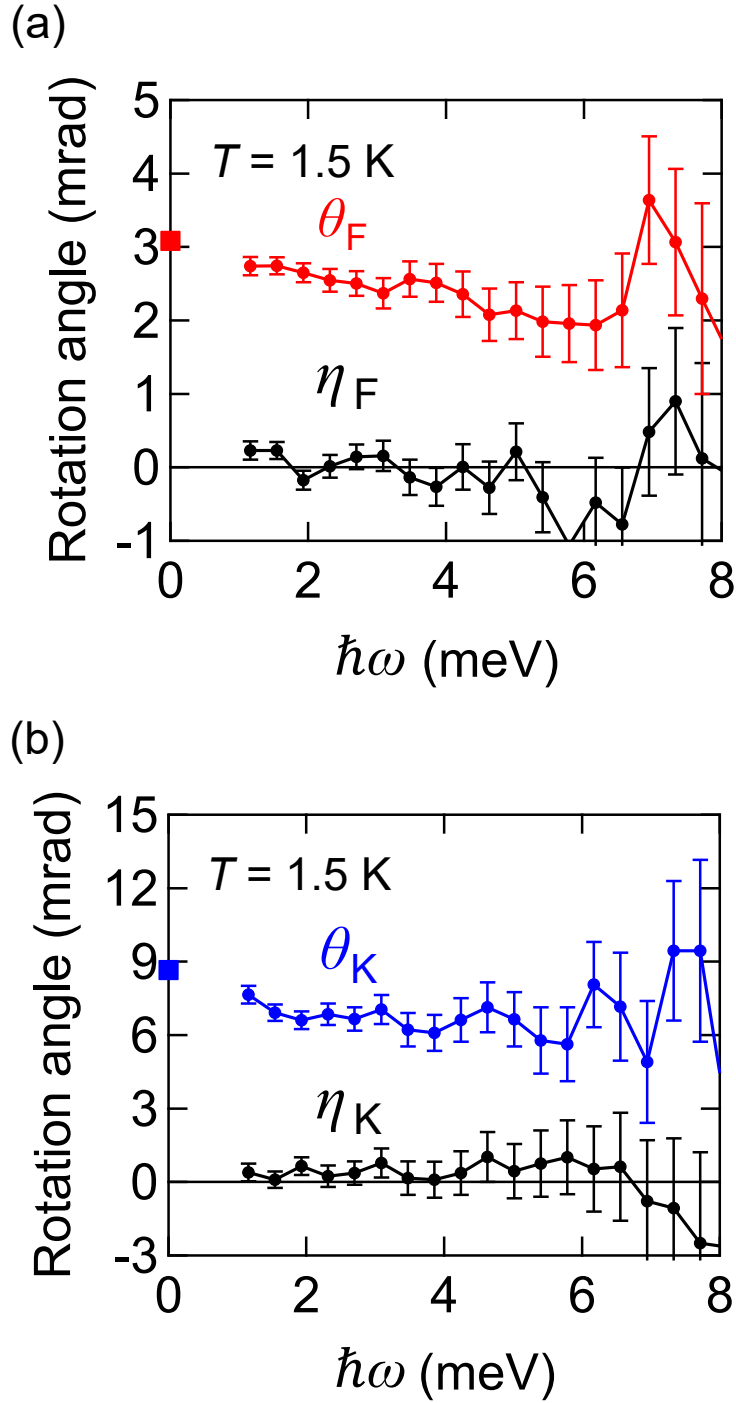 (a)
Rotation angle (mrad)
5
4
3
2
1
0
-1
T = 1.5 K
θF
ηF
0 2 4 6 8
ħω (meV)
(b)
Rotation angle (mrad)
15
12
9
6
3
0
-3
T = 1.5 K
θK
ηK
0 2 4 6 8
ħω (meV)